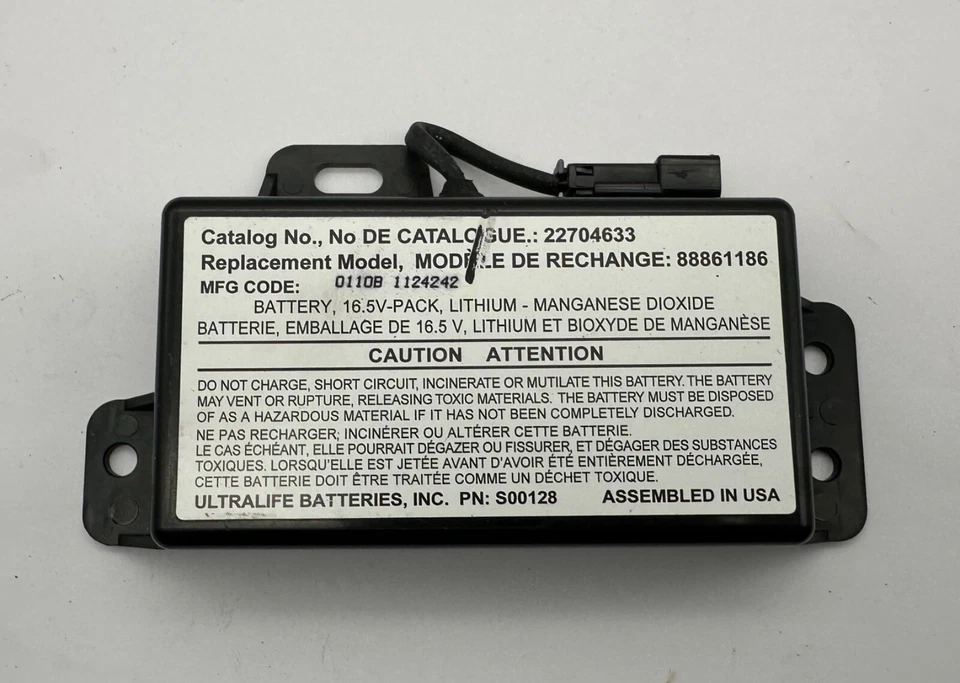 Catalog No., No DE CATALOGUE.: 22704633
Replacement Model, MODÈLE DE RECHANGE: 88861186
MFG CODE: 0110B 1124242
BATTERY, 16.5V-PACK, LITHIUM - MANGANESE DIOXIDE
BATTERIE, EMBALLAGE DE 16.5 V, LITHIUM ET BIOXYDE DE MANGANÈSE
CAUTION ATTENTION
DO NOT CHARGE, SHORT CIRCUIT, INCINERATE OR MUTILATE THIS BATTERY. THE BATTERY
MAY VENT OR RUPTURE, RELEASING TOXIC MATERIALS. THE BATTERY MUST BE DISPOSED
OF AS A HAZARDOUS MATERIAL IF IT HAS NOT BEEN COMPLETELY DISCHARGED.
NE PAS RECHARGER; INCINÉRER OU ALTÉRER CETTE BATTERIE.
LE CAS ÉCHÉANT, ELLE POURRAIT DÉGAZER OU FISSURER, ET DÉGAGER DES SUBSTANCES
TOXIQUES. LORSQU'ELLE EST JETÉE AVANT D'AVOIR ÉTÉ ENTIÈREMENT DÉCHARGÉE,
CETTE BATTERIE DOIT ÊTRE TRAITÉE COMME UN DÉCHET TOXIQUE.
ULTRALIFE BATTERIES, INC. PN: S00128 ASSEMBLED IN USA